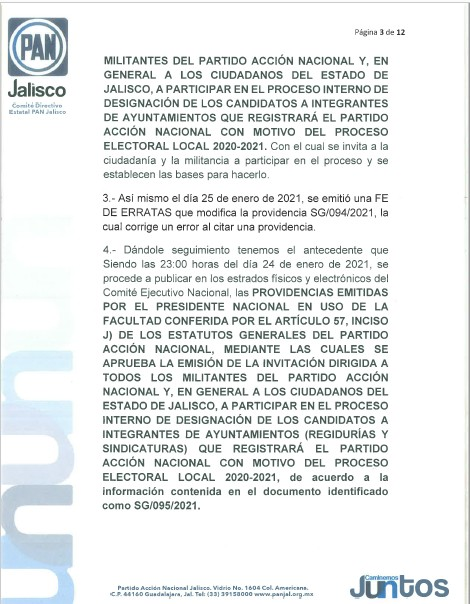 PAN
Jalisco
Comité Directivo
Estatal PAN Jalisco
Página 3 de 12
MILITANTES DEL PARTIDO ACCIÓN NACIONAL Y, EN
GENERAL A LOS CIUDADANOS DEL ESTADO DE
JALISCO, A PARTICIPAR EN EL PROCESO INTERNO DE
DESIGNACIÓN DE LOS CANDIDATOS A INTEGRANTES
DE AYUNTAMIENTOS QUE REGISTRARÁ EL PARTIDO
ACCIÓN NACIONAL CON MOTIVO DEL PROCESO
ELECTORAL LOCAL 2020-2021. Con el cual se invita a la
ciudadanía y la militancia a participar en el proceso y se
establecen las bases para hacerlo.
3.- Así mismo el día 25 de enero de 2021, se emitió una FE
DE ERRATAS que modifica la providencia SG/094/2021, la
cual corrige un error al citar una providencia.
4.- Dándole seguimiento tenemos el antecedente que
Siendo las 23:00 horas del día 24 de enero de 2021, se
procede a publicar en los estrados físicos y electrónicos del
Comité Ejecutivo Nacional, las PROVIDENCIAS EMITIDAS
POR EL PRESIDENTE NACIONAL EN USO DE LA
FACULTAD CONFERIDA POR EL ARTÍCULO 57, INCISO
J) DE LOS ESTATUTOS GENERALES DEL PARTIDO
ACCIÓN NACIONAL, MEDIANTE LAS CUALES SE
APRUEBA LA EMISIÓN DE LA INVITACIÓN DIRIGIDA A
TODOS LOS MILITANTES DEL PARTIDO ACCIÓN
NACIONAL Y, EN GENERAL A LOS CIUDADANOS DEL
ESTADO DE JALISCO, A PARTICIPAR EN EL PROCESO
INTERNO DE DESIGNACIÓN DE LOS CANDIDATOS A
INTEGRANTES DE AYUNTAMIENTOS (REGIDURÍAS Y
SINDICATURAS) QUE REGISTRARÁ EL PARTIDO
ACCIÓN NACIONAL CON MOTIVO DEL PROCESO
ELECTORAL LOCAL 2020-2021, de acuerdo a la
información contenida en el documento identificado
como SG/095/2021.
Partido Acción Nacional Jalisco. Vidrio No. 1604 Col. Americana.
C.P. 44160 Guadalajara, Jal. Tel: (33) 39158000 www.panjal.org.mx
Caminemos
Juntos